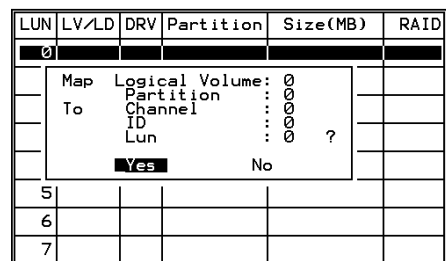 LUN LV/LD DRV Partition Size(MB) RAID
0
Map Logical Volume: 0
Partition : 0
To Channel : 0
ID : 0
Lun : 0 ?
Yes No
5
6
7